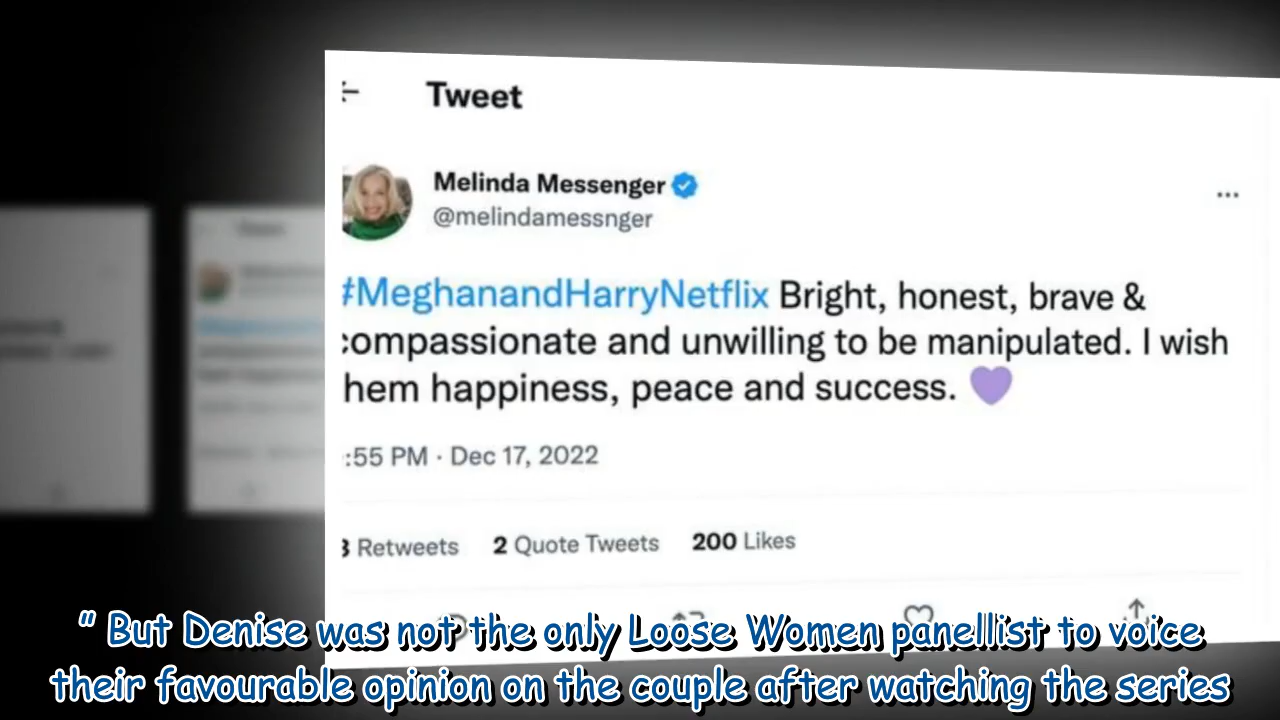 Tweet
Melinda Messenger
@melindamessnger
#MeghanandHarryNetflix Bright, honest, brave &
compassionate and unwilling to be manipulated. I wish
hem happiness, peace and success.
:55 PM · Dec 17, 2022
3 Retweets 2 Quote Tweets 200 Likes
" But Denise was not the only Loose Women panellist to voice
their favourable opinion on the couple after watching the series